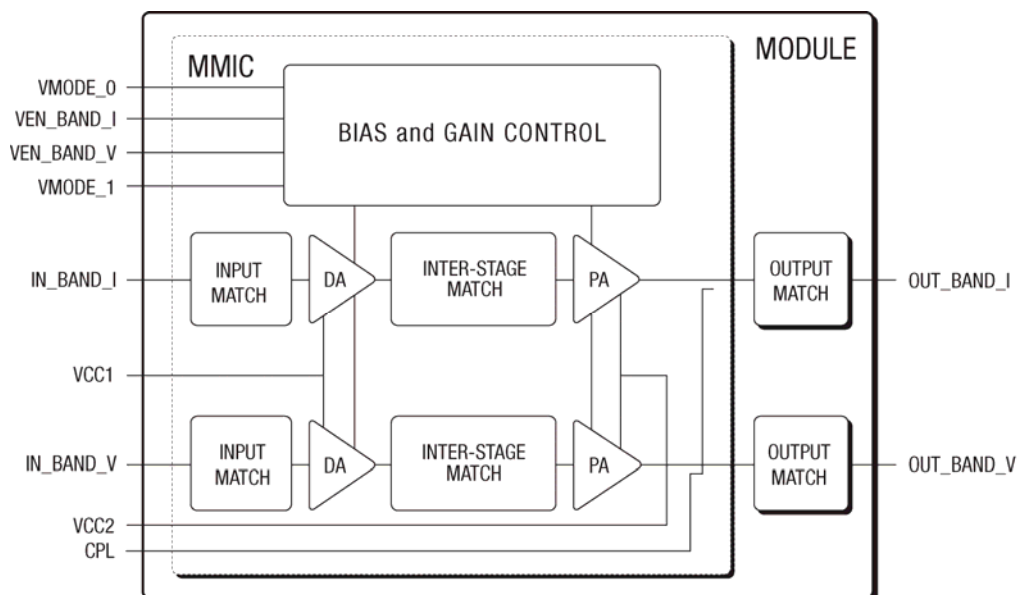 MMIC
MODULE
VMODE_0
VEN_BAND_I
VEN_BAND_V
VMODE_1
BIAS and GAIN CONTROL
IN_BAND_I
INPUT
MATCH
DA
INTER-STAGE
MATCH
PA
OUTPUT
MATCH
OUT_BAND_I
VCC1
IN_BAND_V
INPUT
MATCH
DA
INTER-STAGE
MATCH
PA
OUTPUT
MATCH
OUT_BAND_V
VCC2
CPL